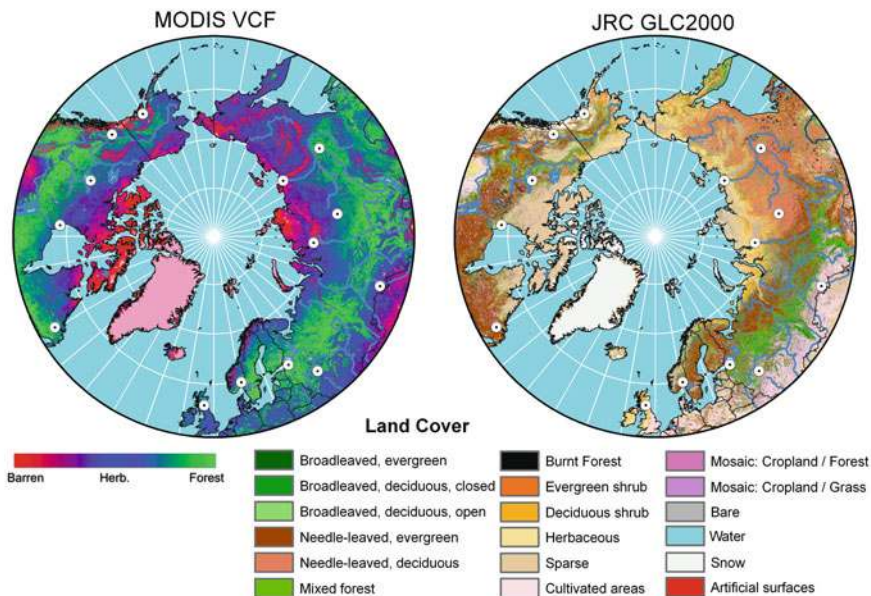 MODIS VCF
JRC GLC2000
Land Cover
Barren Herb. Forest
Broadleaved, evergreen
Broadleaved, deciduous, closed
Broadleaved, deciduous, open
Needle-leaved, evergreen
Needle-leaved, deciduous
Mixed forest
Burnt Forest
Evergreen shrub
Deciduous shrub
Herbaceous
Sparse
Cultivated areas
Mosaic: Cropland / Forest
Mosaic: Cropland / Grass
Bare
Water
Snow
Artificial surfaces